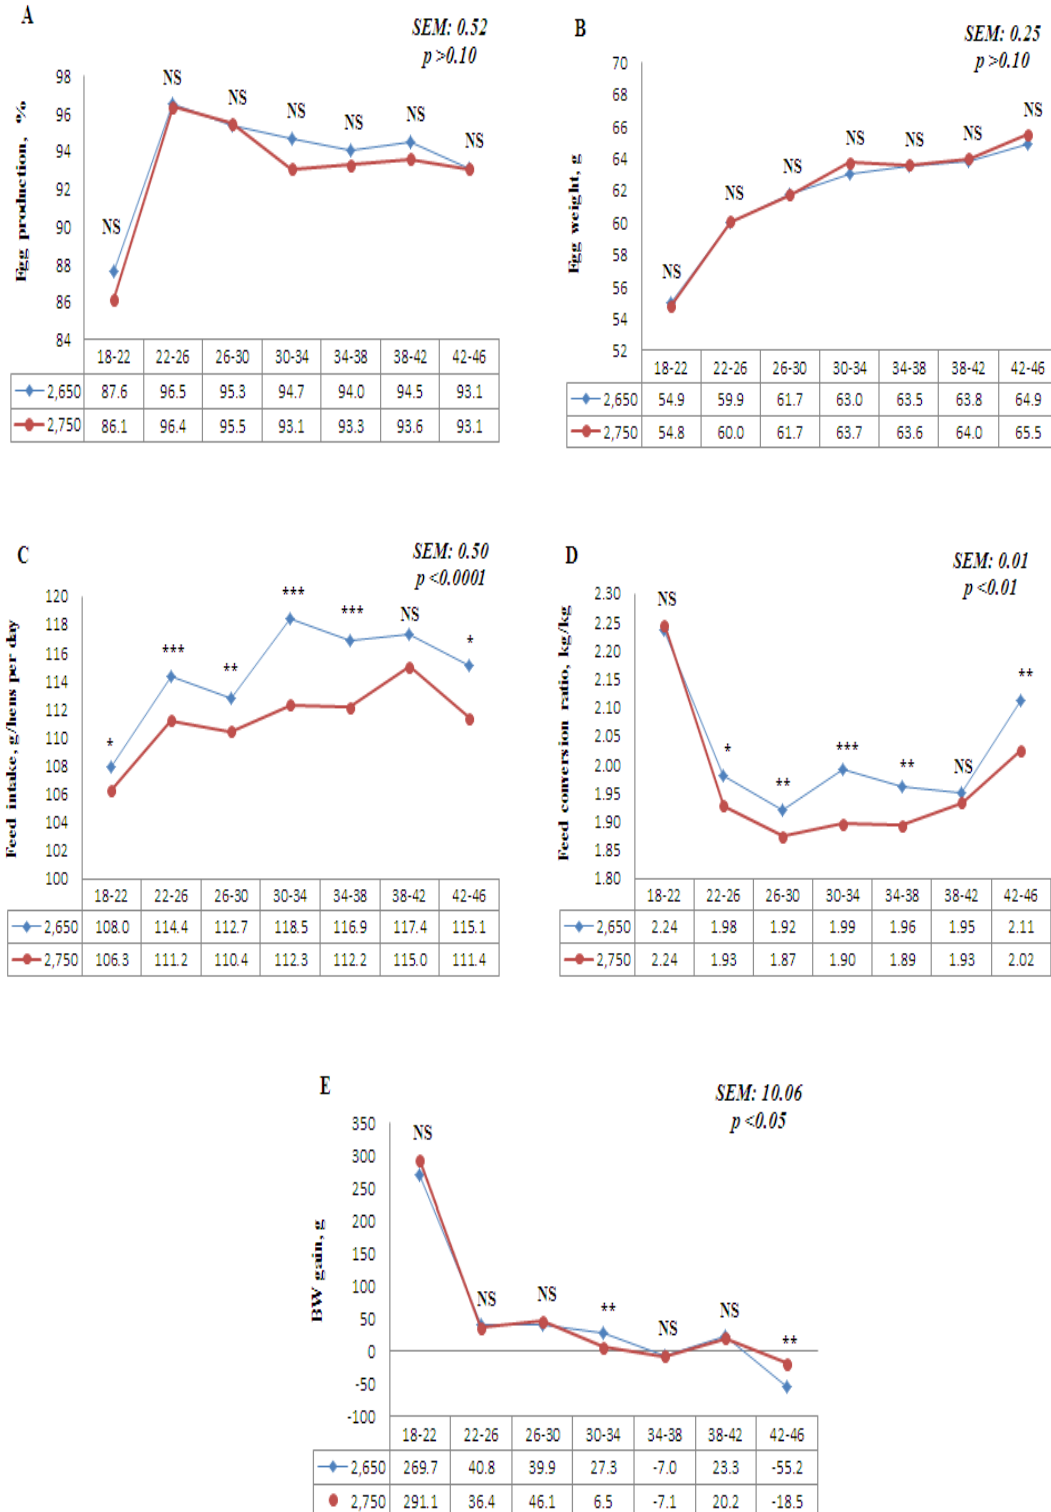 A
SEM: 0.52
p >0.10
Egg production, %
98
96
94
92
90
88
86
84
NS NS NS NS NS NS NS
18-22 22-26 26-30 30-34 34-38 38-42 42-46
2,650 87.6 96.5 95.3 94.7 94.0 94.5 93.1
2,750 86.1 96.4 95.5 93.1 93.3 93.6 93.1
B
SEM: 0.25
p >0.10
Egg weight, g
70
68
66
64
62
60
58
56
54
52
NS NS NS NS NS NS NS
18-22 22-26 26-30 30-34 34-38 38-42 42-46
2,650 54.9 59.9 61.7 63.0 63.5 63.8 64.9
2,750 54.8 60.0 61.7 63.7 63.6 64.0 65.5
C
SEM: 0.50
p <0.0001
Feed intake, g/hens per day
120
118
116
114
112
110
108
106
104
102
100
* *** ** *** *** NS *
18-22 22-26 26-30 30-34 34-38 38-42 42-46
2,650 108.0 114.4 112.7 118.5 116.9 117.4 115.1
2,750 106.3 111.2 110.4 112.3 112.2 115.0 111.4
D
SEM: 0.01
p <0.01
Feed conversion ratio, kg/kg
2.30
2.25
2.20
2.15
2.10
2.05
2.00
1.95
1.90
1.85
1.80
NS * ** *** ** NS **
18-22 22-26 26-30 30-34 34-38 38-42 42-46
2,650 2.24 1.98 1.92 1.99 1.96 1.95 2.11
2,750 2.24 1.93 1.87 1.90 1.89 1.93 2.02
E
SEM: 10.06
p <0.05
BW gain, g
350
300
250
200
150
100
50
0
-50
-100
NS NS NS ** NS NS **
18-22 22-26 26-30 30-34 34-38 38-42 42-46
2,650 269.7 40.8 39.9 27.3 -7.0 23.3 -55.2
2,750 291.1 36.4 46.1 6.5 -7.1 20.2 -18.5